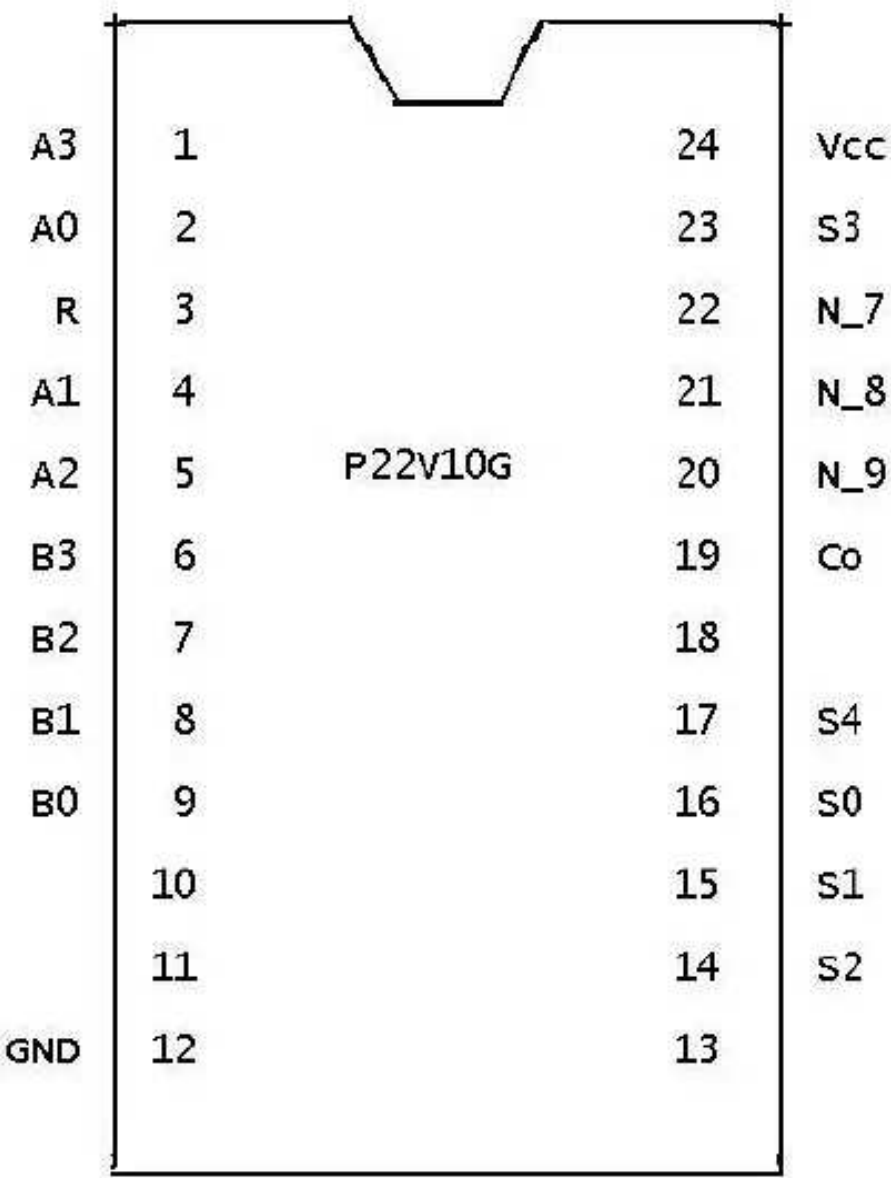 A3 1 24 Vcc
A0 2 23 S3
R 3 22 N_7
A1 4 21 N_8
A2 5 P22V10G 20 N_9
B3 6 19 Co
B2 7 18
B1 8 17 S4
B0 9 16 S0
10 15 S1
11 14 S2
GND 12 13